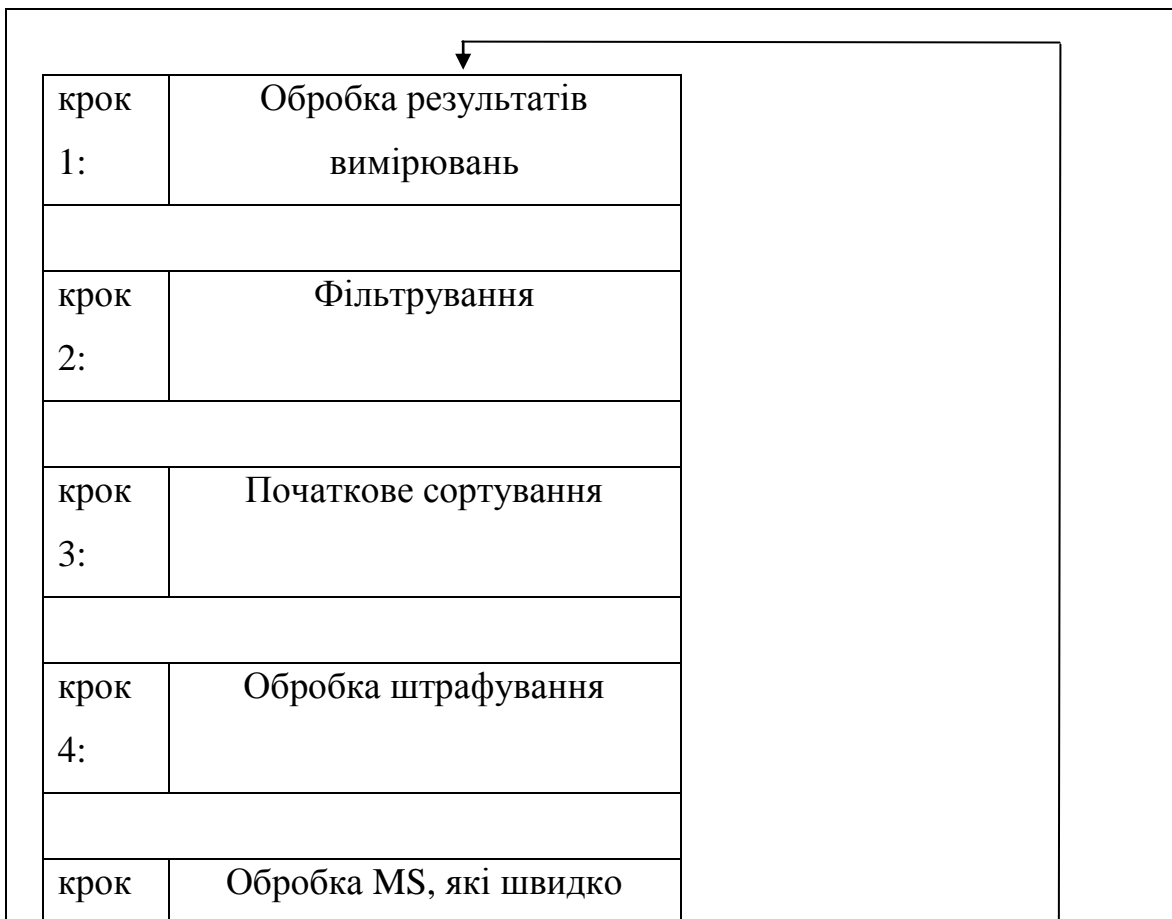 крок Обробка результатів
1: вимірювань
крок Фільтрування
2:
крок Початкове сортування
3:
крок Обробка штрафування
4:
крок Обробка MS, які швидко